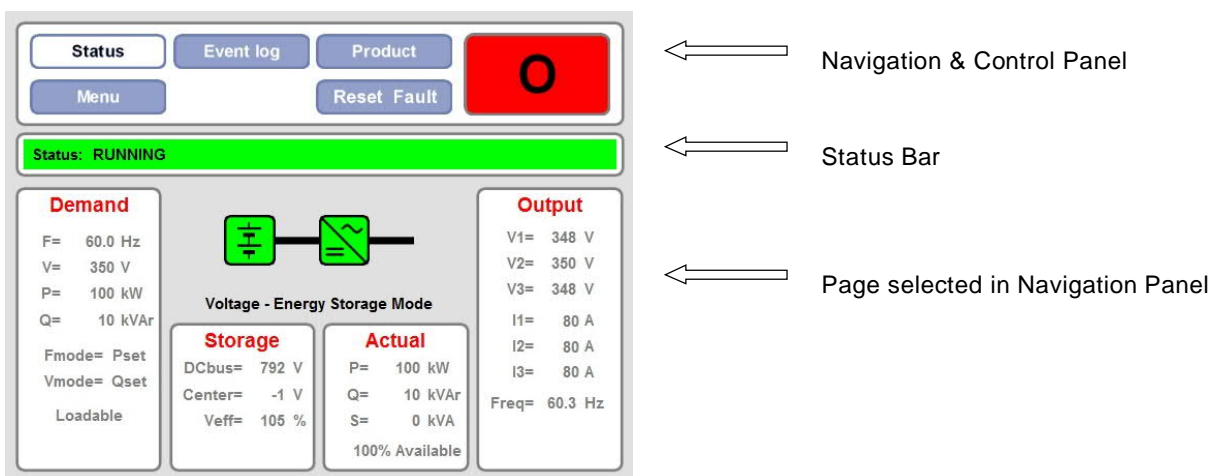 Status Event log Product
O
Menu Reset Fault
Navigation & Control Panel
Status: RUNNING
Status Bar
Demand
F= 60.0 Hz
V= 350 V
P= 100 kW
Q= 10 kVAr
Fmode= Pset
Vmode= Qset
Loadable
Voltage - Energy Storage Mode
Storage
DCbus= 792 V
Center= -1 V
Veff= 105 %
Actual
P= 100 kW
Q= 10 kVAr
S= 0 kVA
100% Available
Output
V1= 348 V
V2= 350 V
V3= 348 V
I1= 80 A
I2= 80 A
I3= 80 A
Freq= 60.3 Hz
Page selected in Navigation Panel